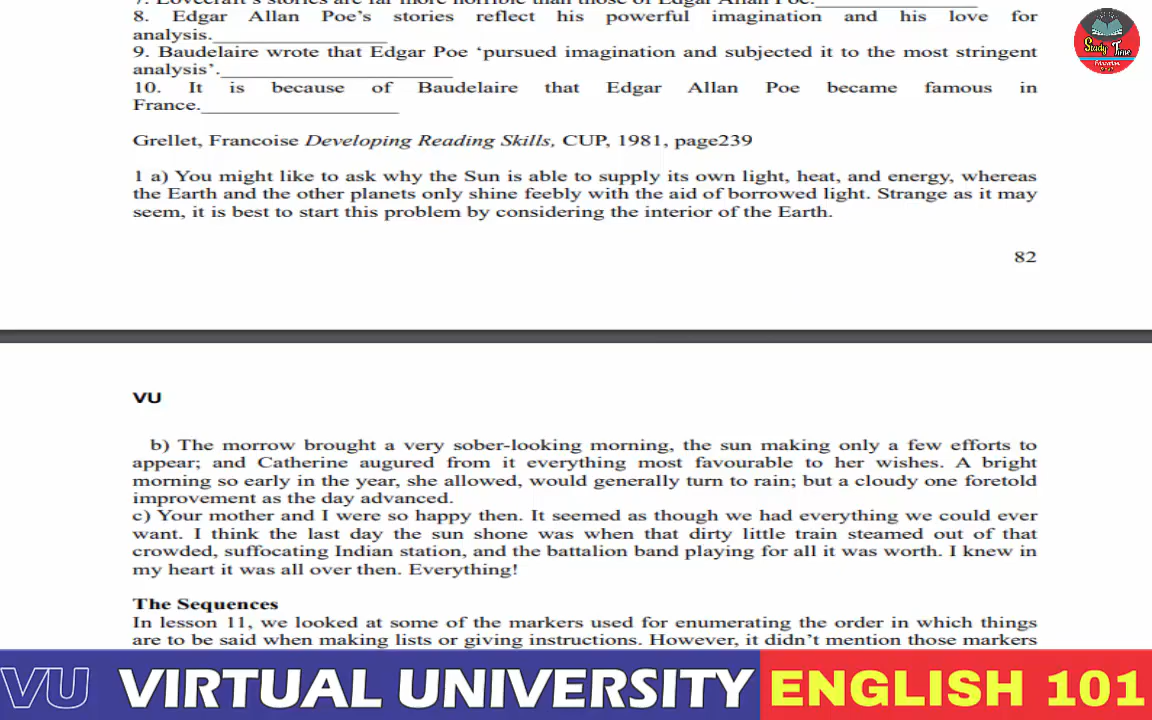 7. Lovecraft's stories are far more horrible than those of Edgar Allan Poe.
8. Edgar Allan Poe's stories reflect his powerful imagination and his love for
analysis.
9. Baudelaire wrote that Edgar Poe 'pursued imagination and subjected it to the most stringent
analysis'.
10. It is because of Baudelaire that Edgar Allan Poe became famous in
France.
Grellet, Francoise Developing Reading Skills, CUP, 1981, page239
1 a) You might like to ask why the Sun is able to supply its own light, heat, and energy, whereas
the Earth and the other planets only shine feebly with the aid of borrowed light. Strange as it may
seem, it is best to start this problem by considering the interior of the Earth.
82
VU
b) The morrow brought a very sober-looking morning, the sun making only a few efforts to
appear; and Catherine augured from it everything most favourable to her wishes. A bright
morning so early in the year, she allowed, would generally turn to rain; but a cloudy one foretold
improvement as the day advanced.
c) Your mother and I were so happy then. It seemed as though we had everything we could ever
want. I think the last day the sun shone was when that dirty little train steamed out of that
crowded, suffocating Indian station, and the battalion band playing for all it was worth. I knew in
my heart it was all over then. Everything!
The Sequences
In lesson 11, we looked at some of the markers used for enumerating the order in which things
are to be said when making lists or giving instructions. However, it didn't mention those markers
VU VIRTUAL UNIVERSITY ENGLISH 101
Study Time